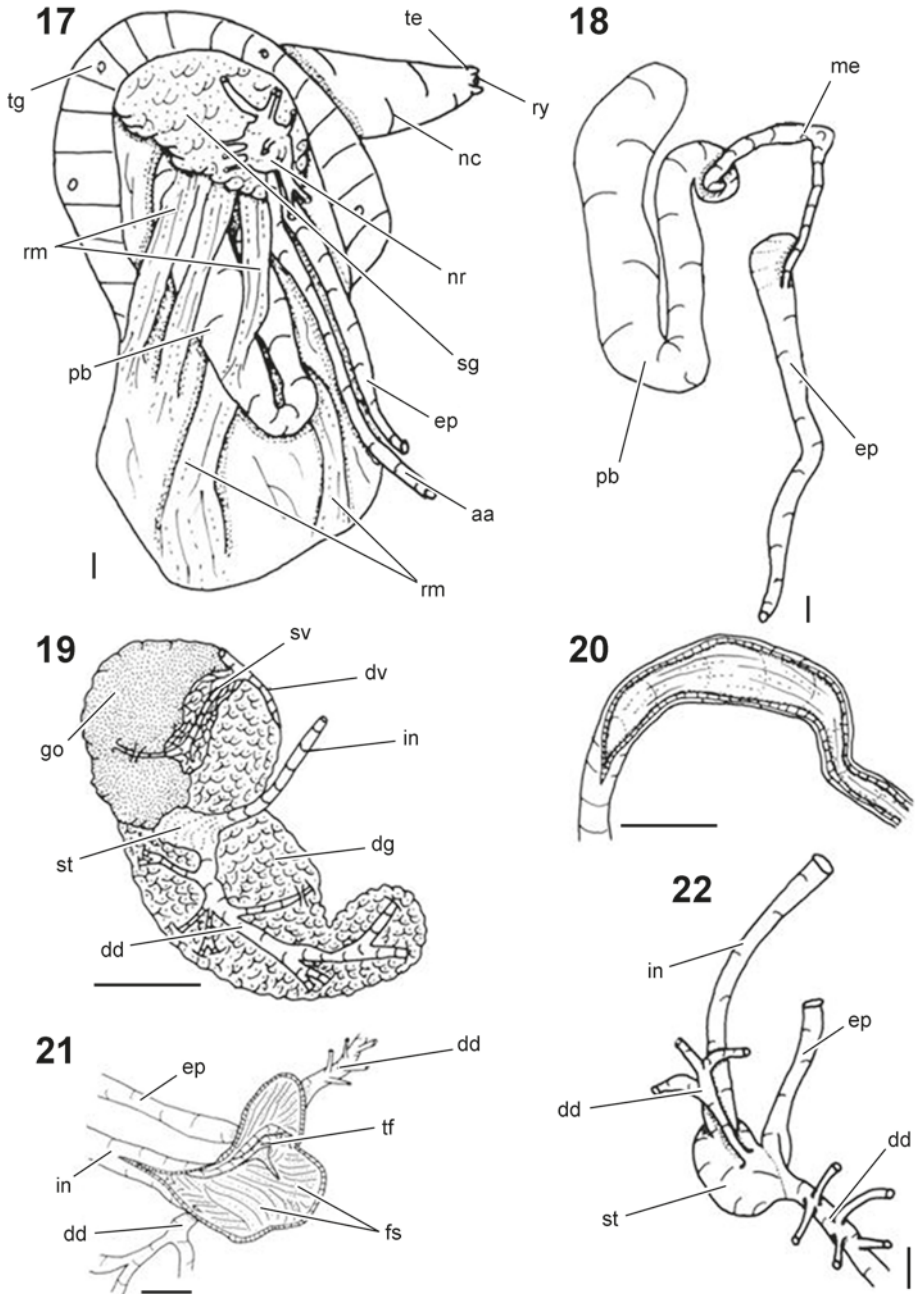 17
te
18
me
tg
ry
nc
rm
nr
pb
sg
ep
ep
pb
aa
rm
19
sv
20
dv
go
in
st
dg
22
dd
in
21
ep
dd
ep
tf
dd
in
dd
st
fs
dd